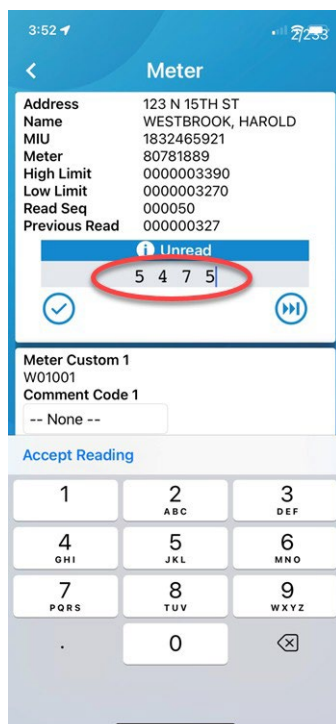 3:52
2/253
Meter
Address 123 N 15TH ST
Name WESTBROOK, HAROLD
MIU 1832465921
Meter 80781889
High Limit 0000003390
Low Limit 0000003270
Read Seq 000050
Previous Read 000000327
Unread
5 4 7 5
Meter Custom 1
W01001
Comment Code 1
-- None --
Accept Reading
1 2 3
ABC DEF
4 5 6
GHI JKL MNO
7 8 9
PQRS TUV WXYZ
. 0